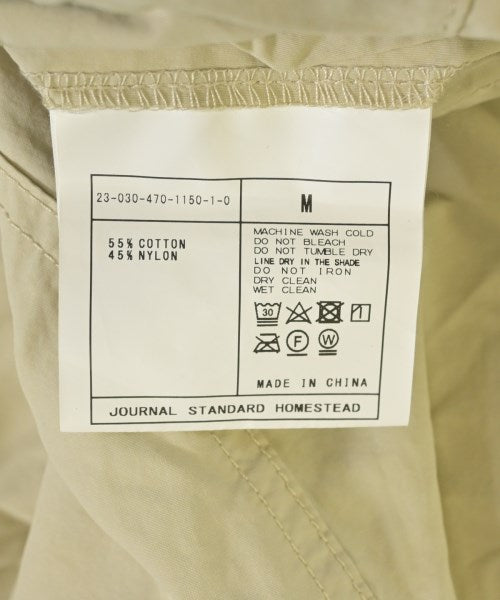 23-030-470-1150-1-0
M
55% COTTON
45% NYLON
MACHINE WASH COLD
DO NOT BLEACH
DO NOT TUMBLE DRY
LINE DRY IN THE SHADE
DO NOT IRON
DRY CLEAN
WET CLEAN
30
F W
MADE IN CHINA
JOURNAL STANDARD HOMESTEAD